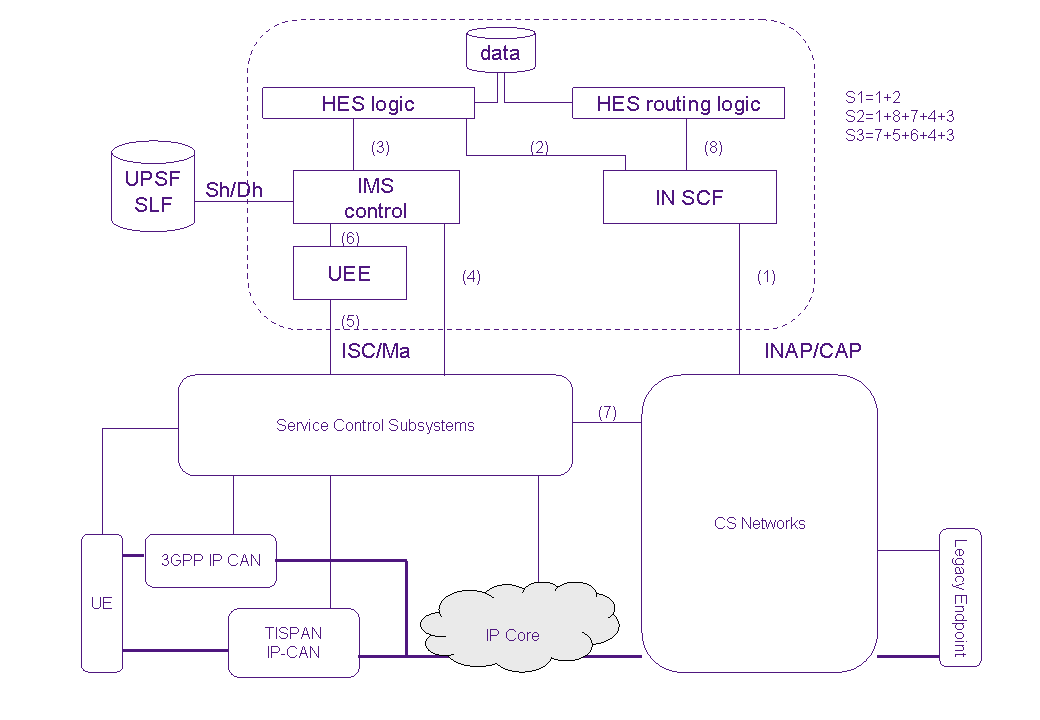 data
HES logic
HES routing logic
S1=1+2
S2=1+8+7+4+3
S3=7+5+6+4+3
(3)
(2)
(8)
UPSF
SLF
Sh/Dh
IMS
control
IN SCF
(6)
UEE
(4)
(1)
(5)
ISC/Ma
INAP/CAP
Service Control Subsystems
(7)
CS Networks
3GPP IP CAN
UE
TISPAN
IP-CAN
IP Core
Legacy Endpoint